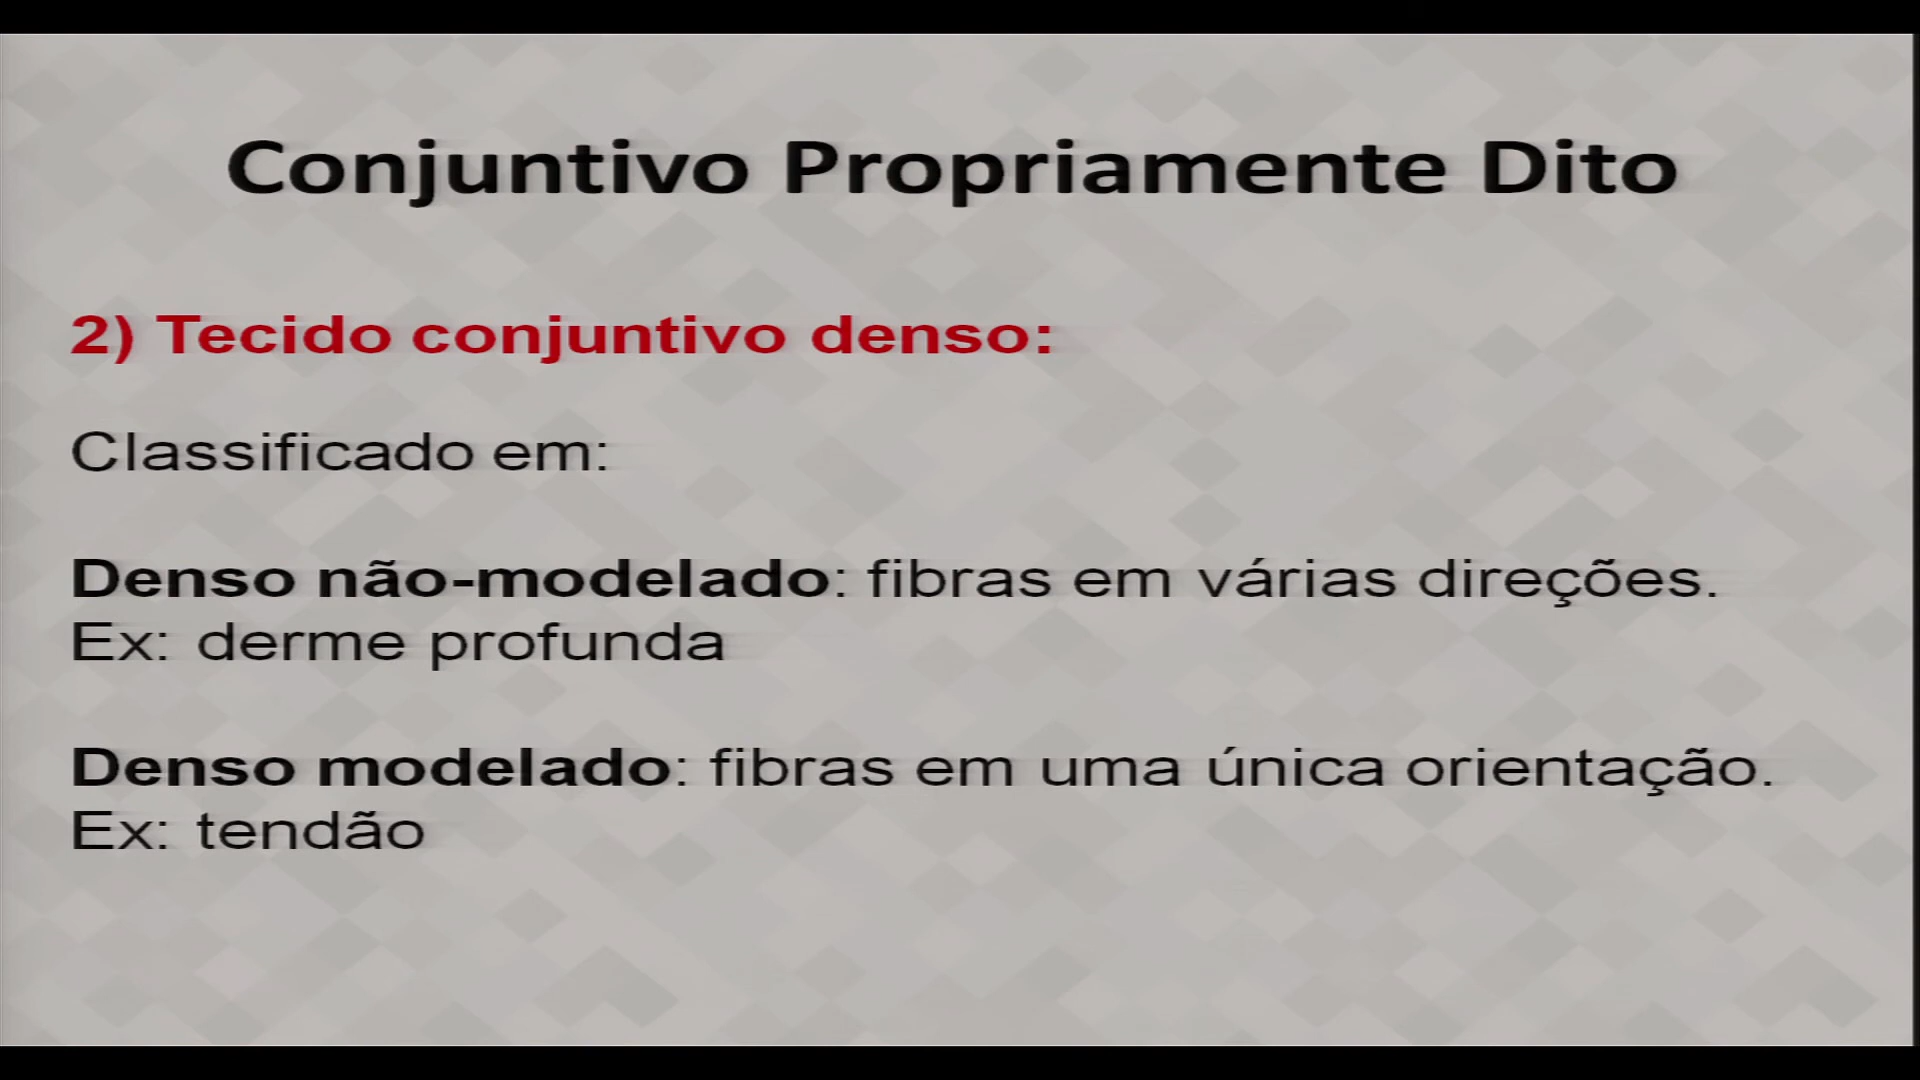 Conjuntivo Propriamente Dito
2) Tecido conjuntivo denso:
Classificado em:
Denso não-modelado: fibras em várias direções.
Ex: derme profunda
Denso modelado: fibras em uma única orientação.
Ex: tendão